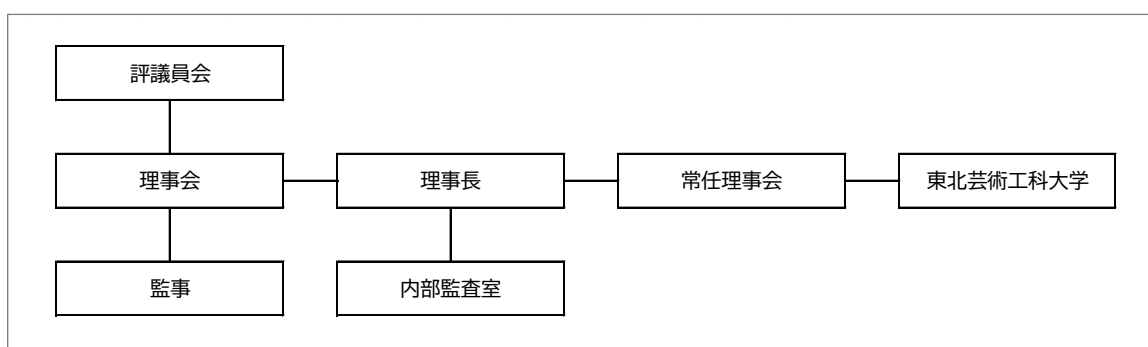 評議員会
理事会
理事長
常任理事会
東北芸術工科大学
監事
内部監査室